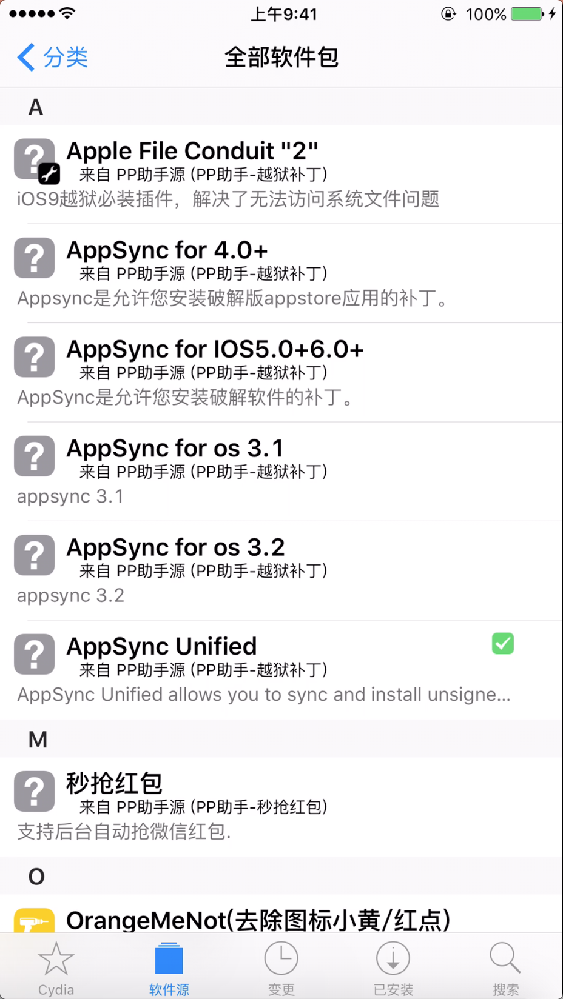 上午9:41
100%
分类
全部软件包
A
Apple File Conduit "2"
来自 PP助手源 (PP助手-越狱补丁)
iOS9越狱必装插件，解决了无法访问系统文件问题
AppSync for 4.0+
来自 PP助手源 (PP助手-越狱补丁)
Appsync是允许您安装破解版appstore应用的补丁。
AppSync for IOS5.0+6.0+
来自 PP助手源 (PP助手-越狱补丁)
AppSync是允许您安装破解软件的补丁。
AppSync for os 3.1
来自 PP助手源 (PP助手-越狱补丁)
appsync 3.1
AppSync for os 3.2
来自 PP助手源 (PP助手-越狱补丁)
appsync 3.2
AppSync Unified
来自 PP助手源 (PP助手-越狱补丁)
AppSync Unified allows you to sync and install unsigne...
M
秒抢红包
来自 PP助手源 (PP助手-秒抢红包)
支持后台自动抢微信红包.
O
OrangeMeNot(去除图标小黄/红点)
Cydia
软件源
变更
已安装
搜索